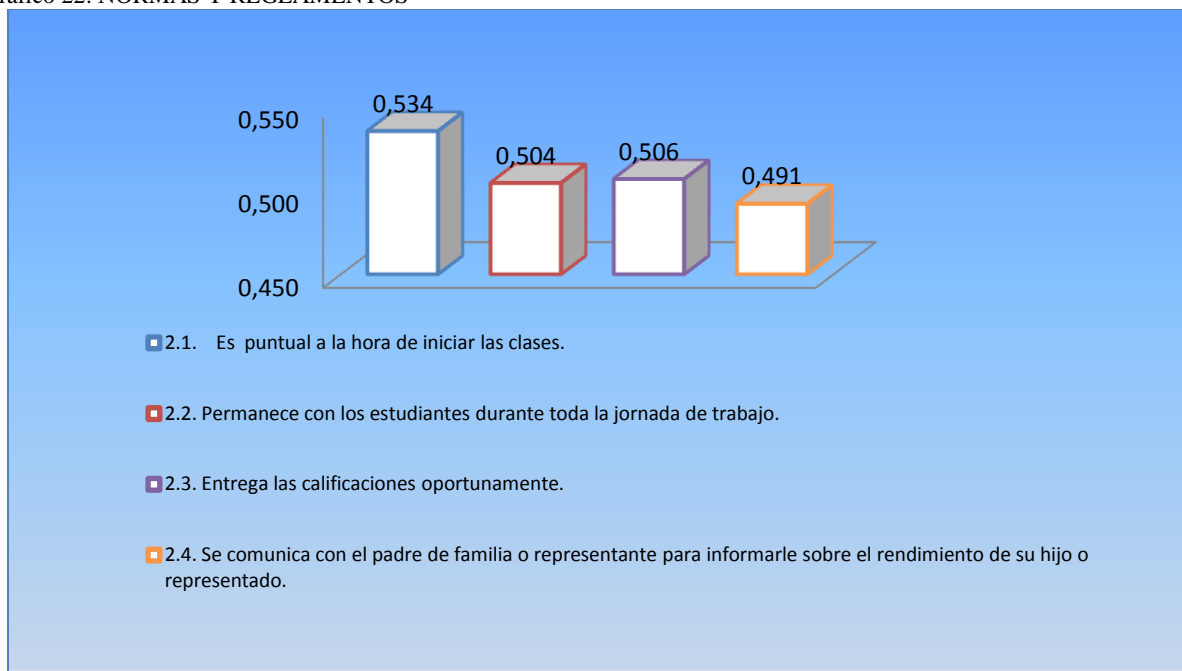 22. NORMAS Y REGLAMENTOS
0,534
0,550
0,504
0,506
0,491
0,500
0,450
2.1. Es puntual a la hora de iniciar las clases.
2.2. Permanece con los estudiantes durante toda la jornada de trabajo.
2.3. Entrega las calificaciones oportunamente.
2.4. Se comunica con el padre de familia o representante para informarle sobre el rendimiento de su hijo o
representado.